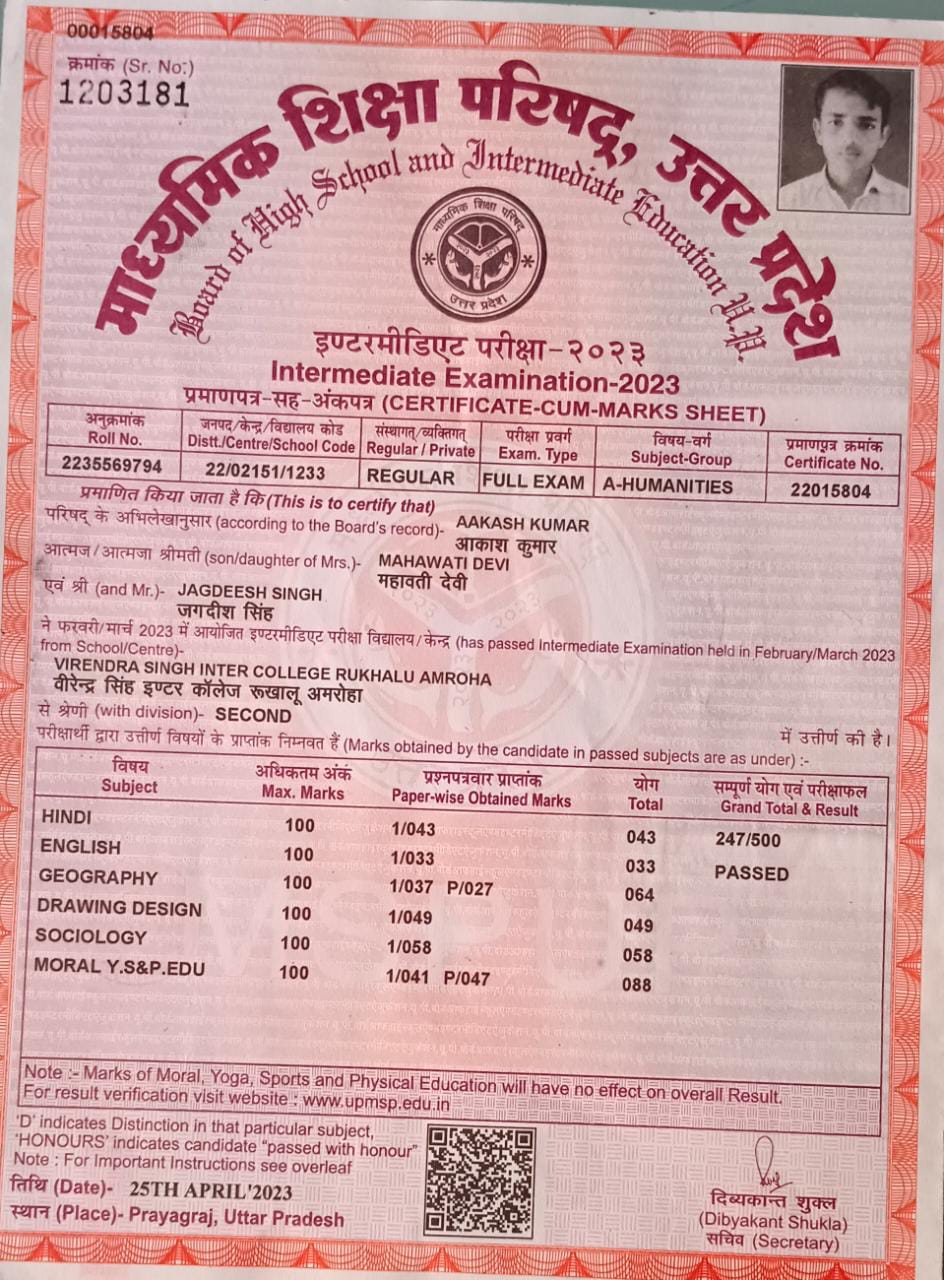 00015804
क्रमांक (Sr. No:)
1203181
माध्यमिक शिक्षा परिषद्, उत्तर प्रदेश
Board of High School and Intermediate Education U.P.
माध्यमिक शिक्षा परिषद्
उत्तर प्रदेश
इण्टरमीडिएट परीक्षा-२०२३
Intermediate Examination-2023
प्रमाणपत्र-सह-अंकपत्र (CERTIFICATE-CUM-MARKS SHEET)
अनुक्रमांक जनपद/केन्द्र/विद्यालय कोड संस्थागत/व्यक्तिगत परीक्षा प्रवर्ग विषय-वर्ग प्रमाणपत्र क्रमांक
Roll No. Distt./Centre/School Code Regular / Private Exam. Type Subject-Group Certificate No.
2235569794 22/02151/1233 REGULAR FULL EXAM A-HUMANITIES 22015804
प्रमाणित किया जाता है कि (This is to certify that)
परिषद् के अभिलेखानुसार (according to the Board's record)- AAKASH KUMAR
आकाश कुमार
आत्मज/आत्मजा श्रीमती (son/daughter of Mrs.)- MAHAWATI DEVI
महावती देवी
एवं श्री (and Mr.)- JAGDEESH SINGH
जगदीश सिंह
ने फरवरी/मार्च 2023 में आयोजित इण्टरमीडिएट परीक्षा विद्यालय/केन्द्र (has passed Intermediate Examination held in February/March 2023
from School/Centre)-
VIRENDRA SINGH INTER COLLEGE RUKHALU AMROHA
वीरेन्द्र सिंह इण्टर कॉलेज रूखालू अमरोहा
से श्रेणी (with division)- SECOND में उत्तीर्ण की है।
परीक्षार्थी द्वारा उत्तीर्ण विषयों के प्राप्तांक निम्नवत हैं (Marks obtained by the candidate in passed subjects are as under) :-
विषय अधिकतम अंक प्रश्नपत्रवार प्राप्तांक योग सम्पूर्ण योग एवं परीक्षाफल
Subject Max. Marks Paper-wise Obtained Marks Total Grand Total & Result
HINDI 100 1/043 043 247/500
ENGLISH 100 1/033 033 PASSED
GEOGRAPHY 100 1/037 P/027 064
DRAWING DESIGN 100 1/049 049
SOCIOLOGY 100 1/058 058
MORAL Y.S&P.EDU 100 1/041 P/047 088
Note :- Marks of Moral, Yoga, Sports and Physical Education will have no effect on overall Result.
For result verification visit website : www.upmsp.edu.in
'D' indicates Distinction in that particular subject,
'HONOURS' indicates candidate "passed with honour"
Note : For Important Instructions see overleaf
तिथि (Date)- 25TH APRIL'2023
स्थान (Place)- Prayagraj, Uttar Pradesh
दिव्यकान्त शुक्ल
(Dibyakant Shukla)
सचिव (Secretary)